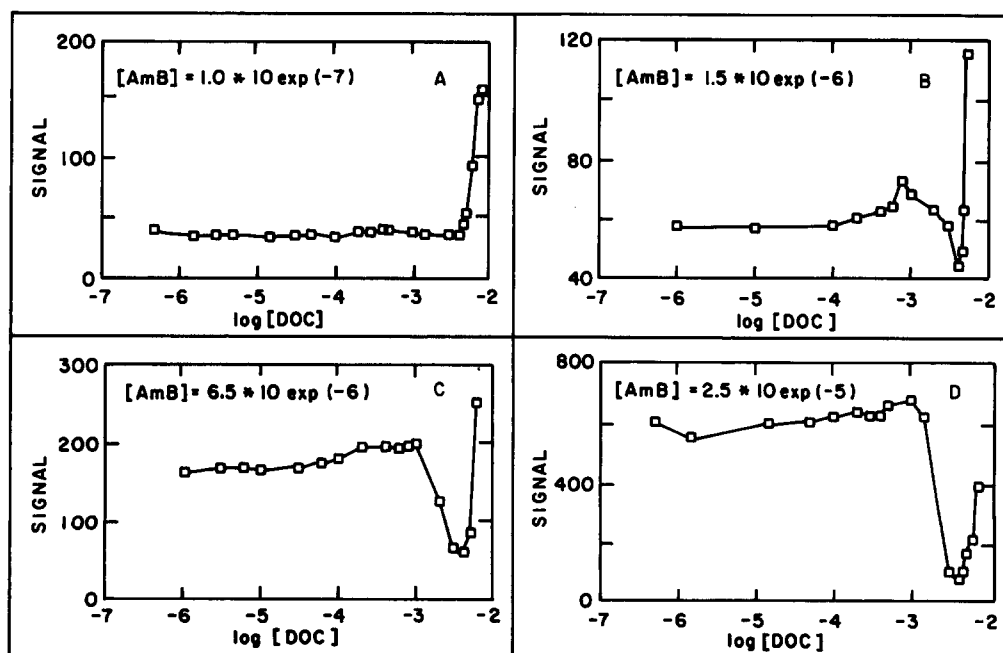 200
[AmB] = 1.0 * 10 exp (-7)
A
SIGNAL
100
0
-7 -6 -5 -4 -3 -2
log [DOC]
120
[AmB] = 1.5 * 10 exp (-6)
B
SIGNAL
80
40
-7 -6 -5 -4 -3 -2
log [DOC]
300
[AmB] = 6.5 * 10 exp (-6)
C
SIGNAL
200
100
0
-7 -6 -5 -4 -3 -2
log [DOC]
800
[AmB] = 2.5 * 10 exp (-5)
D
SIGNAL
400
0
-7 -6 -5 -4 -3 -2
log [DOC]